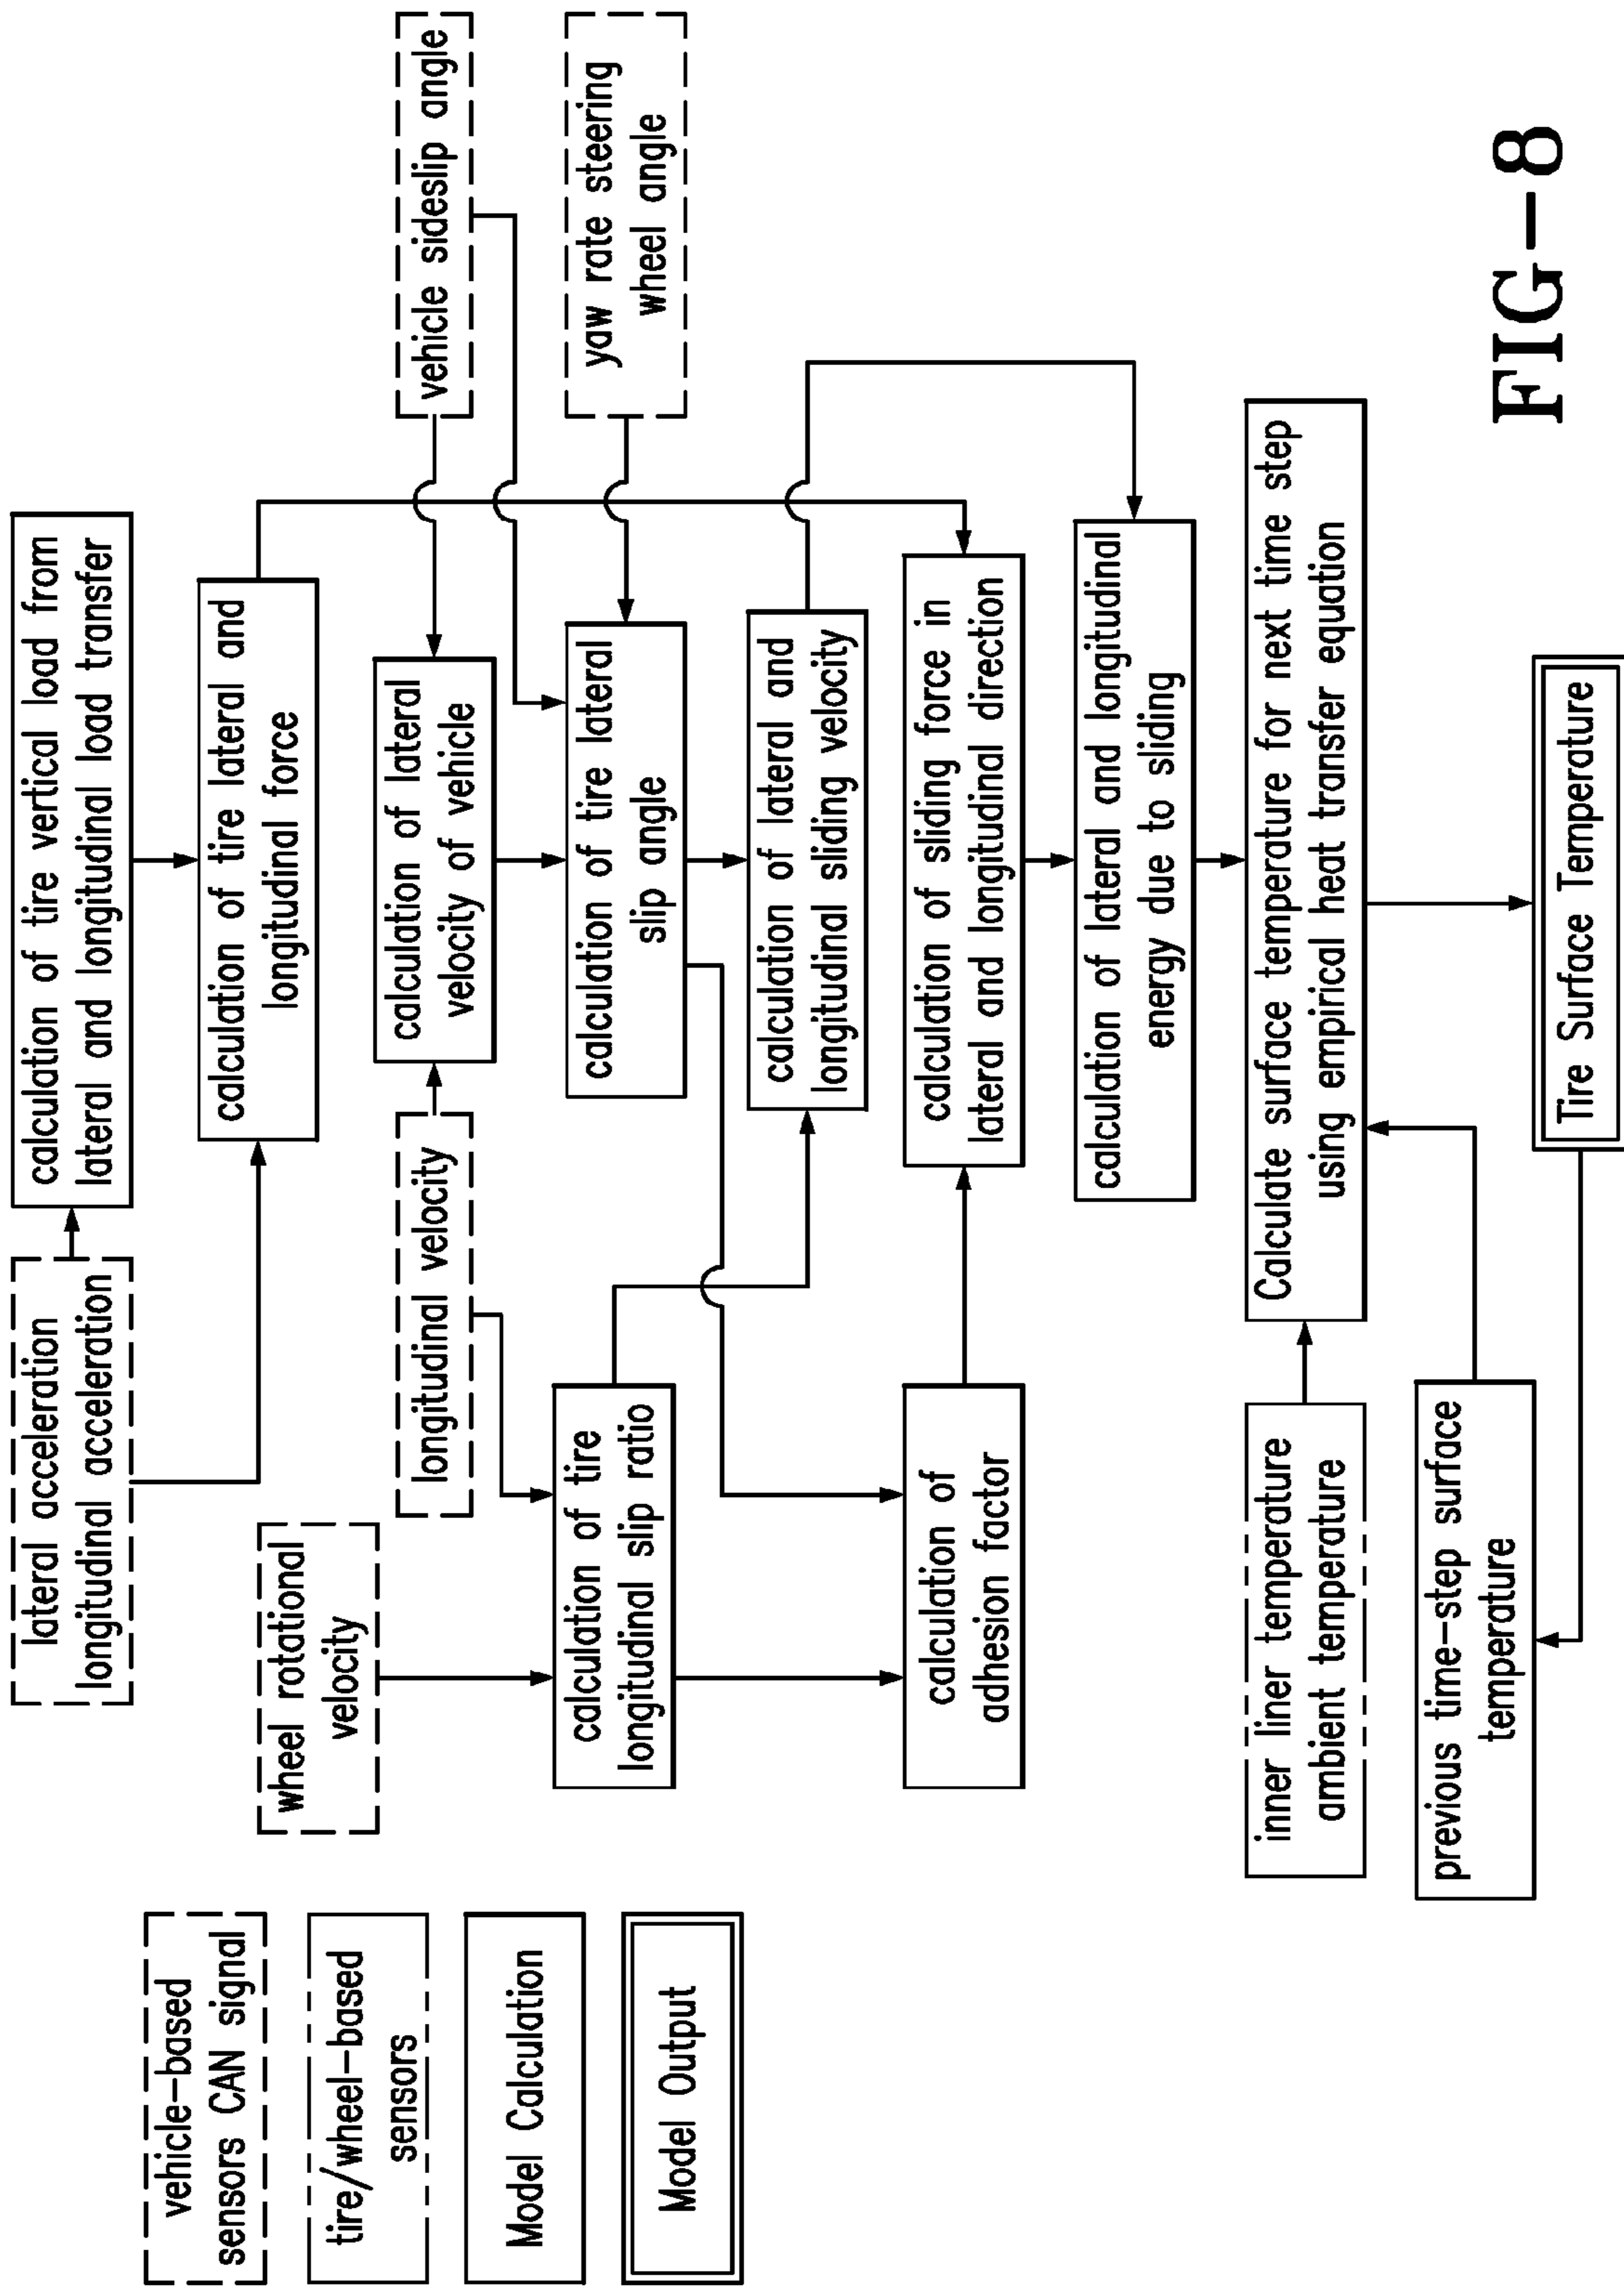 vehicle-based
sensors CAN signal
tire/wheel-based
sensors
Model Calculation
Model Output
lateral acceleration
longitudinal acceleration
calculation of tire vertical load from
lateral and longitudinal load transfer
wheel rotational
velocity
calculation of tire lateral and
longitudinal force
longitudinal velocity
calculation of lateral
velocity of vehicle
vehicle sideslip angle
calculation of tire
longitudinal slip ratio
calculation of tire lateral
slip angle
yaw rate steering
wheel angle
calculation of lateral and
longitudinal sliding velocity
calculation of
adhesion factor
calculation of sliding force in
lateral and longitudinal direction
calculation of lateral and longitudinal
energy due to sliding
inner liner temperature
ambient temperature
Calculate surface temperature for next time step
using empirical heat transfer equation
previous time-step surface
temperature
Tire Surface Temperature
FIG-8